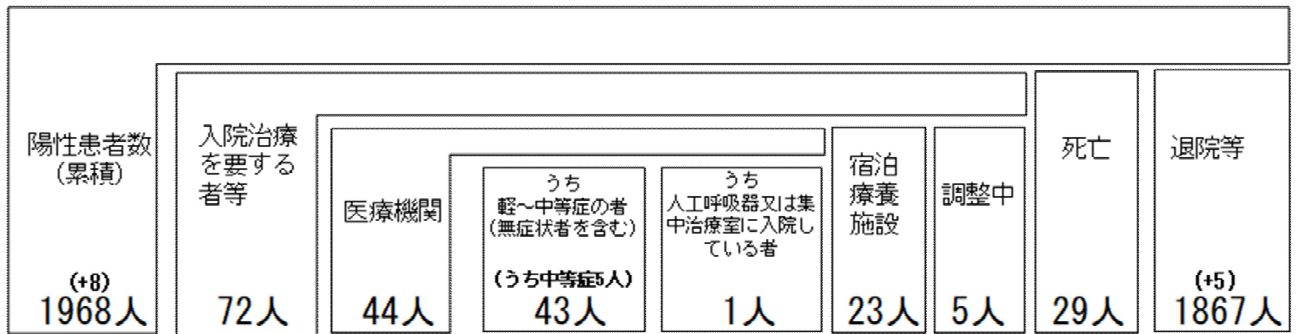 陽性患者数
(累積)
(+8)
1968人
入院治療
を要する
者等
72人
医療機関
44人
うち
軽～中等症の者
(無症状者を含む)
(うち中等症5人)
43人
うち
人工呼吸器又は集
中治療室に入院し
ている者
1人
宿泊
療養
施設
23人
調整中
5人
死亡
29人
退院等
(+5)
1867人